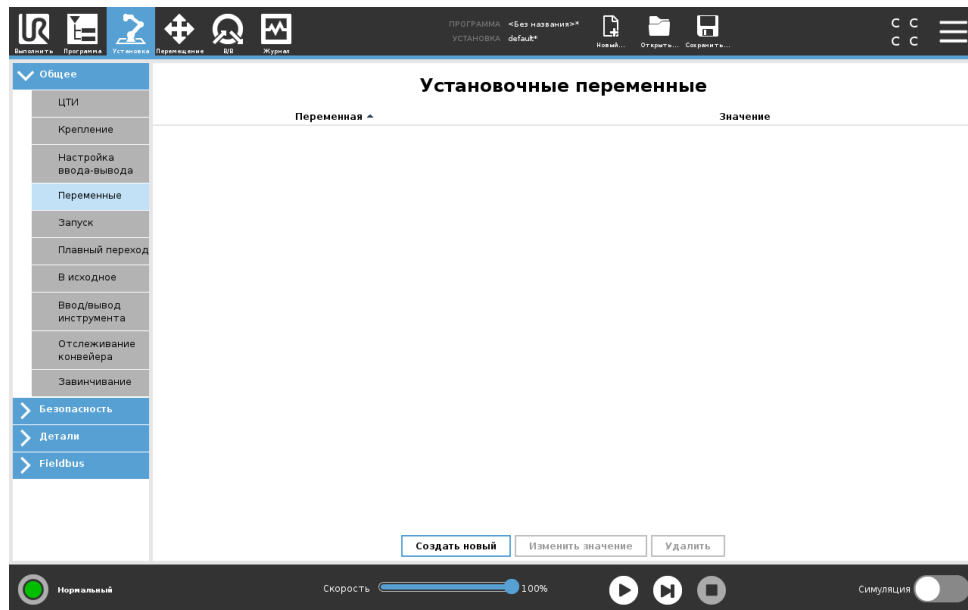 ПРОГРАММА <Без названия>*
УСТАНОВКА default*
Выполнить Программа Установка Перемещение В/В Журнал
Новый... Открыть... Сохранить...
C C
C C
Общее
ЦТИ
Крепление
Настройка
ввода-вывода
Переменные
Запуск
Плавный переход
В исходное
Ввод/вывод
инструмента
Отслеживание
конвейера
Завинчивание
Безопасность
Детали
Fieldbus
Установочные переменные
Переменная Значение
Создать новый Изменить значение Удалить
Нормальный Скорость 100% Симуляция